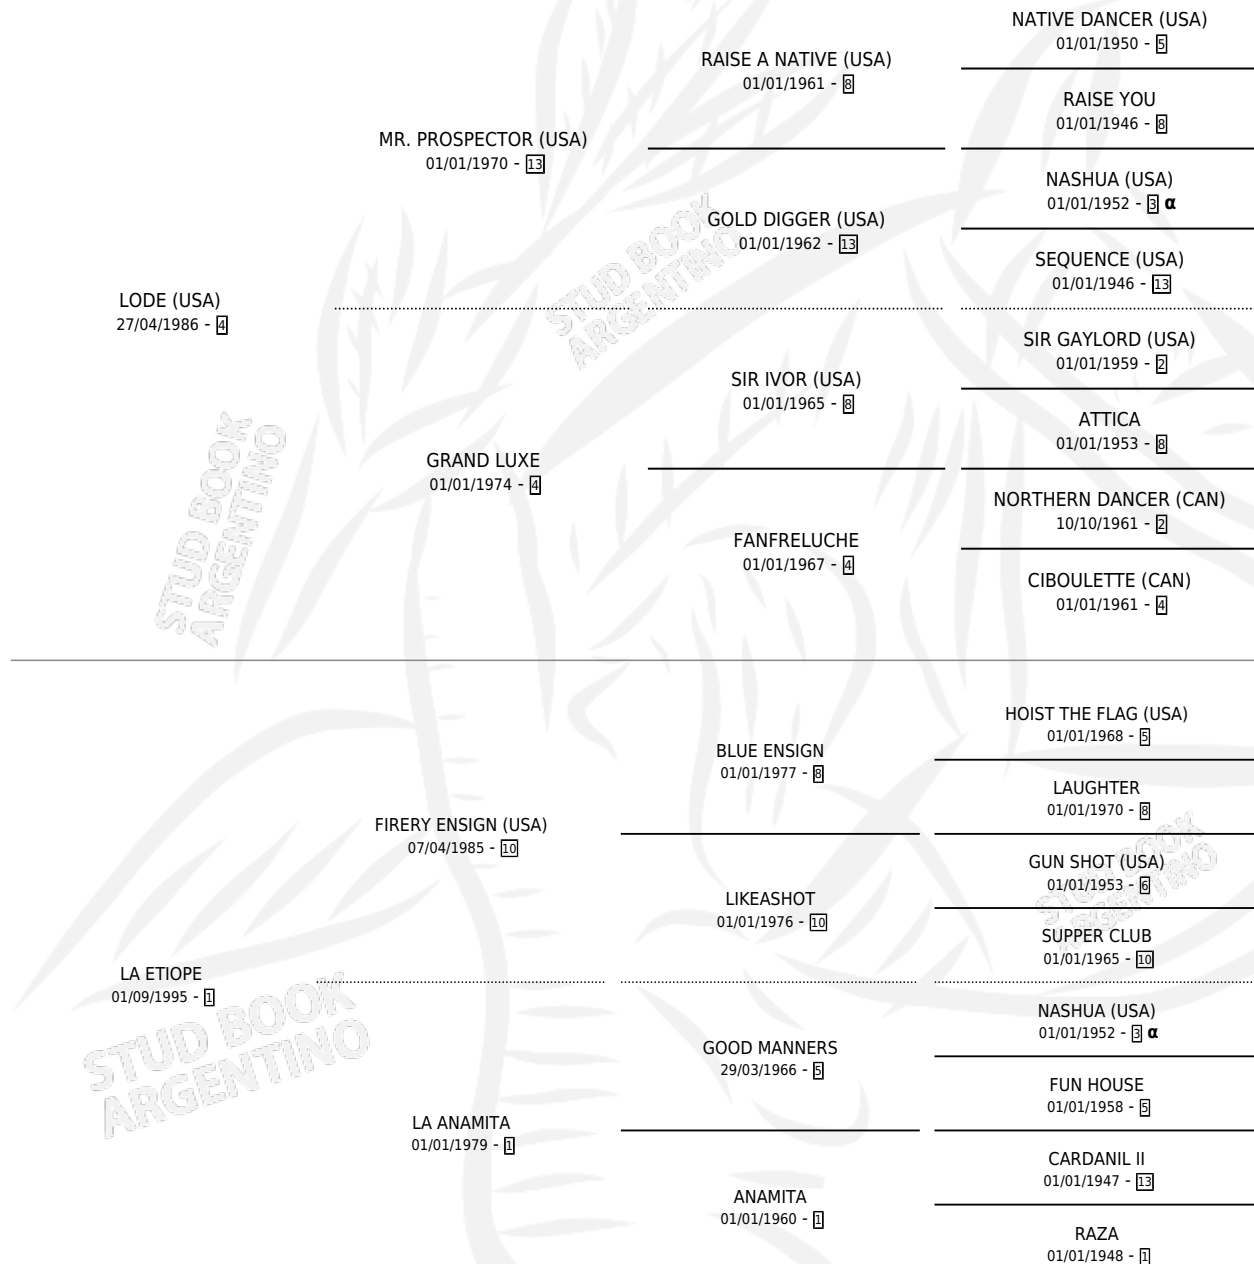 NATIVE DANCER (USA)
01/01/1950 - 5
RAISE A NATIVE (USA)
01/01/1961 - 8
RAISE YOU
01/01/1946 - 8
MR. PROSPECTOR (USA)
01/01/1970 - 13
NASHUA (USA)
01/01/1952 - 3 α
GOLD DIGGER (USA)
01/01/1962 - 13
SEQUENCE (USA)
01/01/1946 - 13
LODE (USA)
27/04/1986 - 4
SIR GAYLORD (USA)
01/01/1959 - 2
SIR IVOR (USA)
01/01/1965 - 8
ATTICA
01/01/1953 - 8
GRAND LUXE
01/01/1974 - 4
NORTHERN DANCER (CAN)
10/10/1961 - 2
FANFRELUCHE
01/01/1967 - 4
CIBOULETTE (CAN)
01/01/1961 - 4
HOIST THE FLAG (USA)
01/01/1968 - 5
BLUE ENSIGN
01/01/1977 - 8
LAUGHTER
01/01/1970 - 8
FIRERY ENSIGN (USA)
07/04/1985 - 10
GUN SHOT (USA)
01/01/1953 - 6
LIKEASHOT
01/01/1976 - 10
SUPPER CLUB
01/01/1965 - 10
LA ETIOPE
01/09/1995 - 1
NASHUA (USA)
01/01/1952 - 3 α
GOOD MANNERS
29/03/1966 - 5
FUN HOUSE
01/01/1958 - 5
LA ANAMITA
01/01/1979 - 1
CARDANIL II
01/01/1947 - 13
ANAMITA
01/01/1960 - 1
RAZA
01/01/1948 - 1
STUD BOOK
ARGENTINO
STUD BOOK
ARGENTINO
STUD BOOK
ARGENTINO
STUD BOOK
ARGENTINO